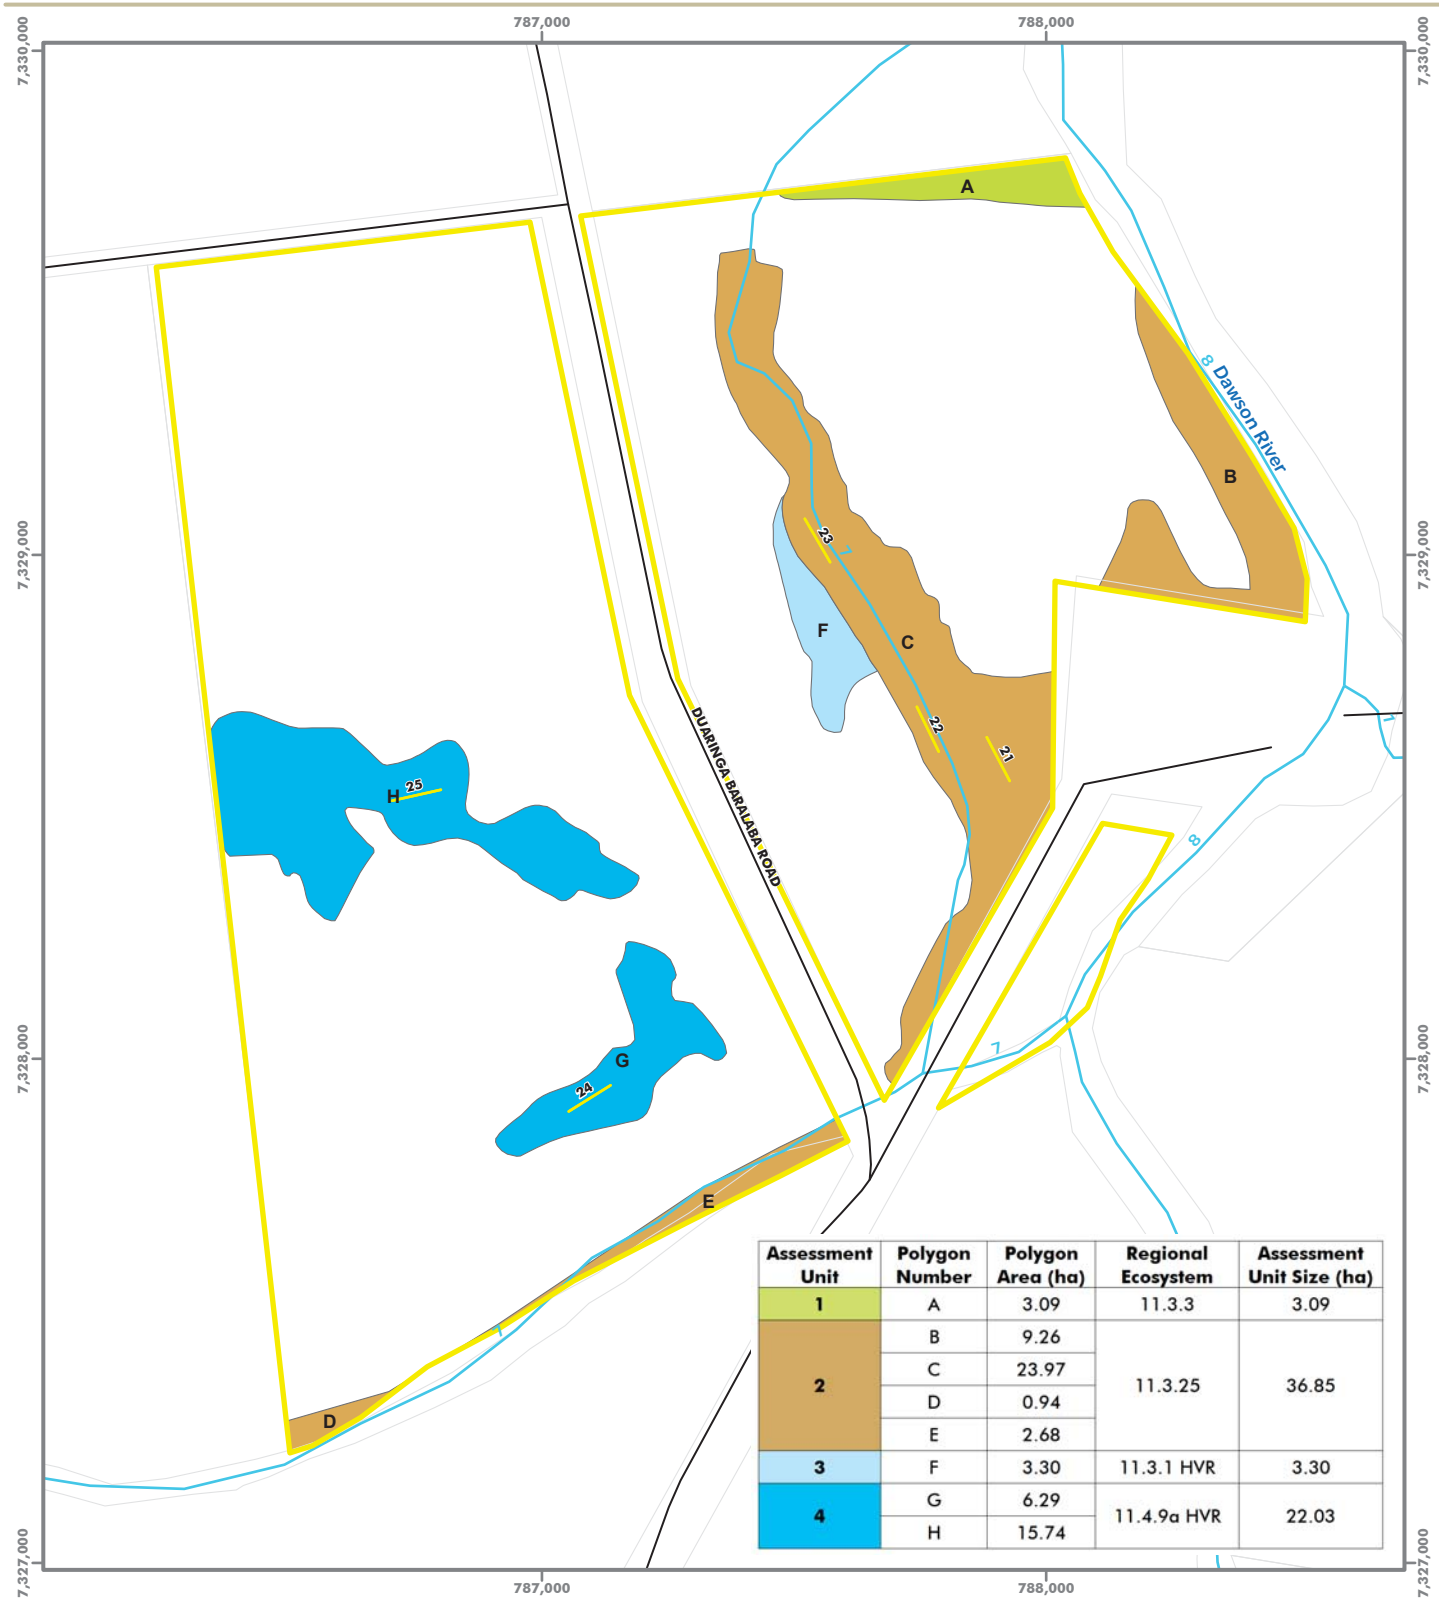 787,000
788,000
7,330,000
7,330,000
A
8
Dawson River
B
23
7
7,329,000
7,329,000
F
C
22
21
7
DUARINGA BARALABA ROAD
25
H
8
7,328,000
7,328,000
G
24
7
E
7
D
Assessment Unit
Polygon Number
Polygon Area (ha)
Regional Ecosystem
Assessment Unit Size (ha)
1 A 3.09 11.3.3 3.09
2 B 9.26 11.3.25 36.85
C 23.97
D 0.94
E 2.68
3 F 3.30 11.3.1 HVR 3.30
4 G 6.29 11.4.9a HVR 22.03
H 15.74
7,327,000
7,327,000
787,000
788,000